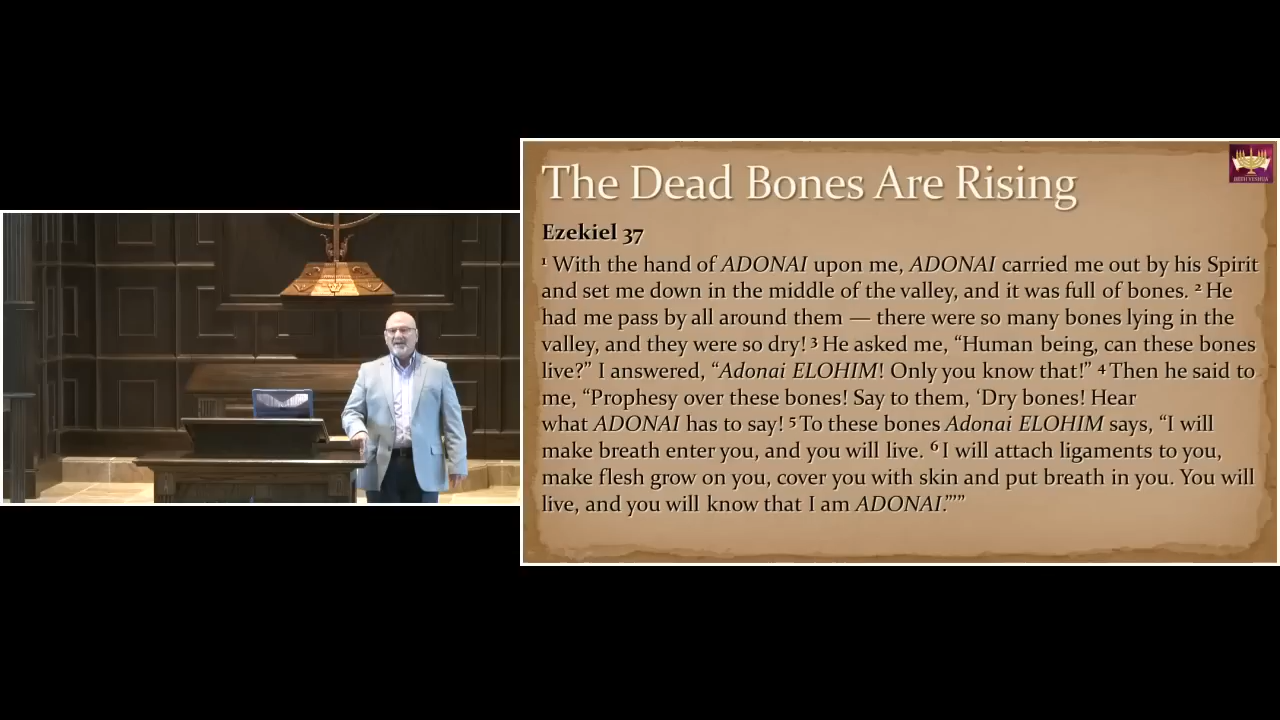 The Dead Bones Are Rising
Ezekiel 37
1 With the hand of ADONAI upon me, ADONAI carried me out by his Spirit
and set me down in the middle of the valley, and it was full of bones. 2 He
had me pass by all around them — there were so many bones lying in the
valley, and they were so dry! 3 He asked me, “Human being, can these bones
live?” I answered, “Adonai ELOHIM! Only you know that!” 4 Then he said to
me, “Prophesy over these bones! Say to them, ‘Dry bones! Hear
what ADONAI has to say! 5 To these bones Adonai ELOHIM says, “I will
make breath enter you, and you will live. 6 I will attach ligaments to you,
make flesh grow on you, cover you with skin and put breath in you. You will
live, and you will know that I am ADONAI.”’”